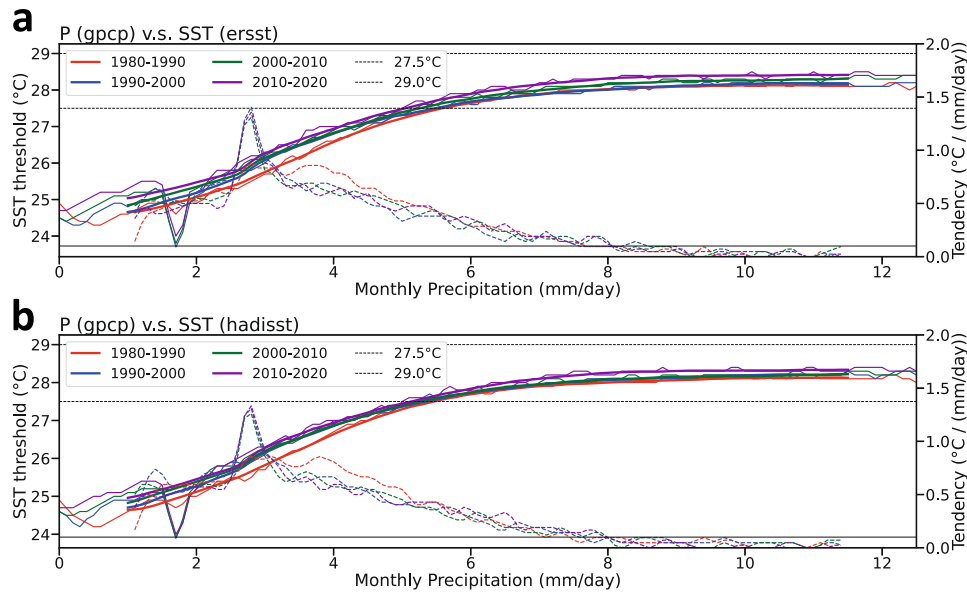 a
P (gpcp) v.s. SST (ersst)
1980-1990 2000-2010 27.5°C
1990-2000 2010-2020 29.0°C
SST threshold (°C)
29
28
27
26
25
24
Tendency (°C / (mm/day))
2.0
1.5
1.0
0.5
0.0
0 2 4 6 8 10 12
Monthly Precipitation (mm/day)
b
P (gpcp) v.s. SST (hadisst)
1980-1990 2000-2010 27.5°C
1990-2000 2010-2020 29.0°C
SST threshold (°C)
29
28
27
26
25
24
Tendency (°C / (mm/day))
2.0
1.5
1.0
0.5
0.0
0 2 4 6 8 10 12
Monthly Precipitation (mm/day)